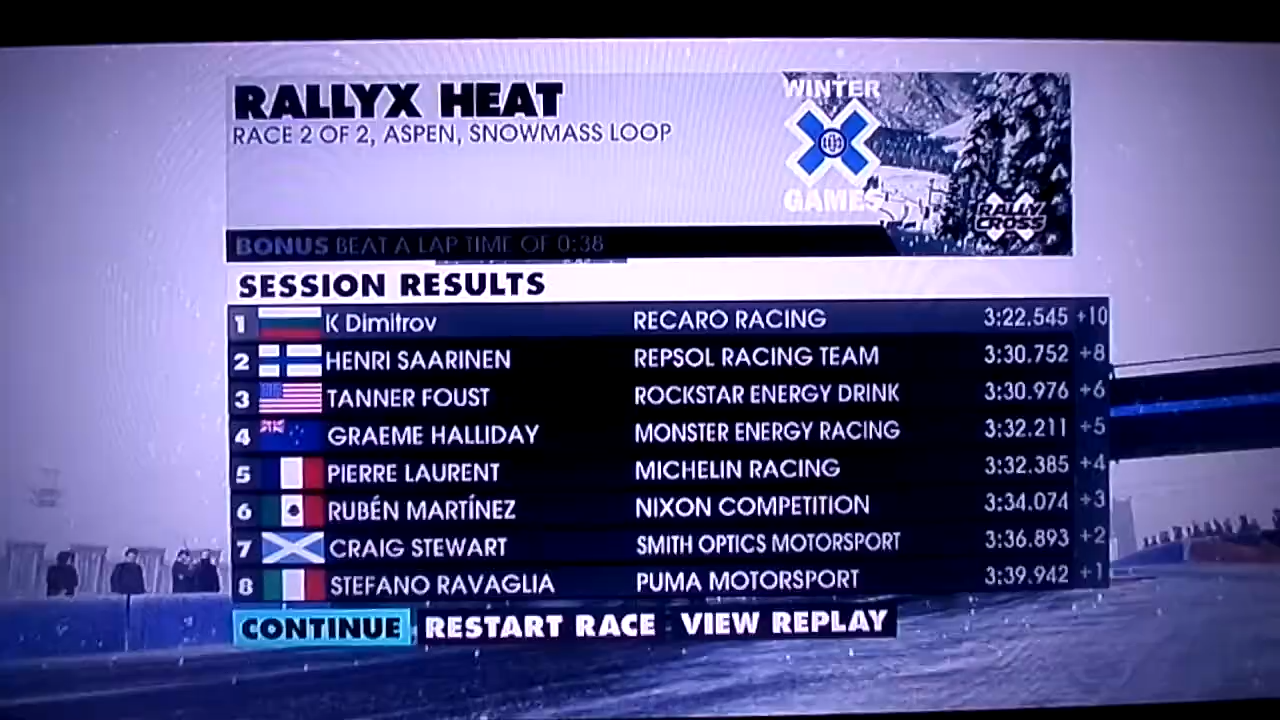 RALLYX HEAT
RACE 2 OF 2, ASPEN, SNOWMASS LOOP
WINTER
GAMES
RALLY
CROSS
BONUS BEAT A LAP TIME OF 0:38
SESSION RESULTS
1 K Dimitrov RECARO RACING 3:22.545 +10
2 HENRI SAARINEN REPSOL RACING TEAM 3:30.752 +8
3 TANNER FOUST ROCKSTAR ENERGY DRINK 3:30.976 +6
4 GRAEME HALLIDAY MONSTER ENERGY RACING 3:32.211 +5
5 PIERRE LAURENT MICHELIN RACING 3:32.385 +4
6 RUBÉN MARTÍNEZ NIXON COMPETITION 3:34.074 +3
7 CRAIG STEWART SMITH OPTICS MOTORSPORT 3:36.893 +2
8 STEFANO RAVAGLIA PUMA MOTORSPORT 3:39.942 +1
CONTINUE RESTART RACE VIEW REPLAY